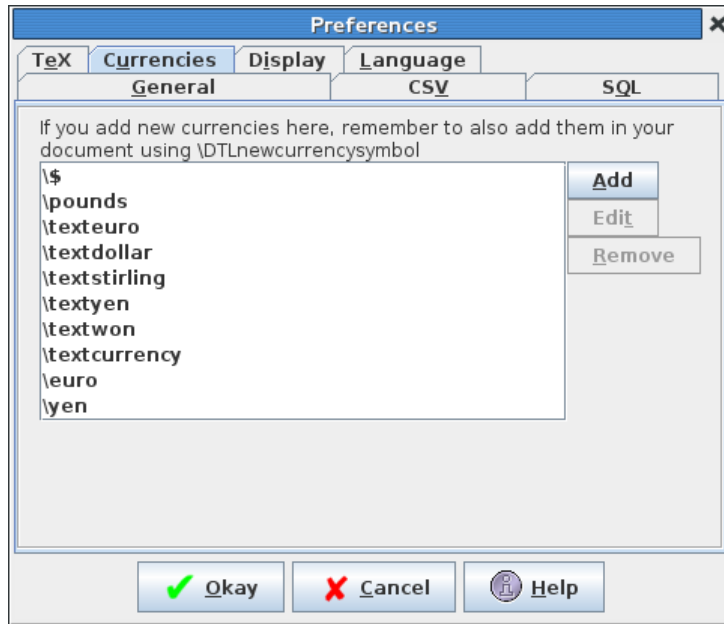 Preferences
TeX Currencies Display Language
General CSV SQL
If you add new currencies here, remember to also add them in your
document using \DTLnewcurrencysymbol
\$
\pounds
\texteuro
\textdollar
\textstirling
\textyen
\textwon
\textcurrency
\euro
\yen
Add
Edit
Remove
Okay Cancel Help